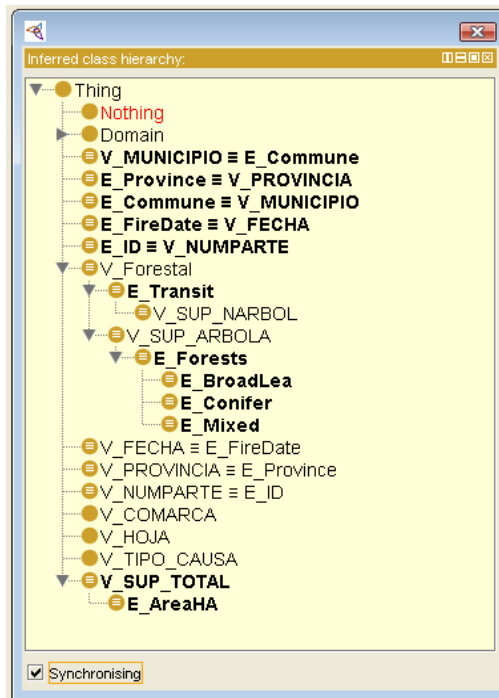 Inferred class hierarchy:
Thing
Nothing
Domain
V_MUNICIPIO ≡ E_Commune
E_Province ≡ V_PROVINCIA
E_Commune ≡ V_MUNICIPIO
E_FireDate ≡ V_FECHA
E_ID ≡ V_NUMPARTE
V_Forestal
E_Transit
V_SUP_NARBOL
V_SUP_ARBOLA
E_Forests
E_BroadLea
E_Conifer
E_Mixed
V_FECHA ≡ E_FireDate
V_PROVINCIA ≡ E_Province
V_NUMPARTE ≡ E_ID
V_COMARCA
V_HOJA
V_TIPO_CAUSA
V_SUP_TOTAL
E_AreaHA
Synchronising